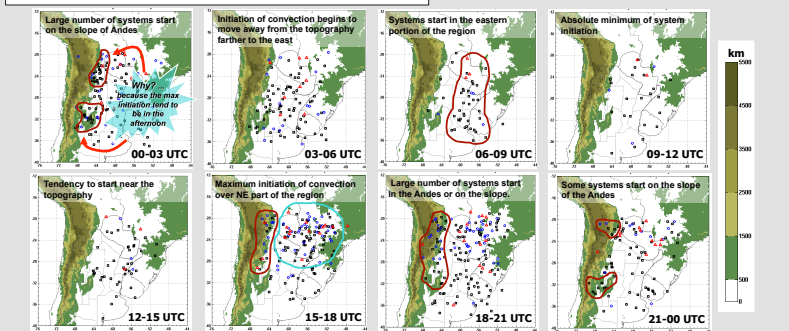 Large number of systems start
on the slope of Andes
Why?
because the max
initiation tend to
be in the
afternoon
00-03 UTC
Initiation of convection begins to
move away from the topography
farther to the east
03-06 UTC
Systems start in the eastern
portion of the region
06-09 UTC
Absolute minimum of system
initiation
09-12 UTC
km
5500
4500
3500
2500
1500
500
0
Tendency to start near the
topography
12-15 UTC
Maximum initiation of convection
over NE part of the region
15-18 UTC
Large number of systems start
in the Andes or on the slope.
18-21 UTC
Some systems start on the slope
of the Andes
21-00 UTC